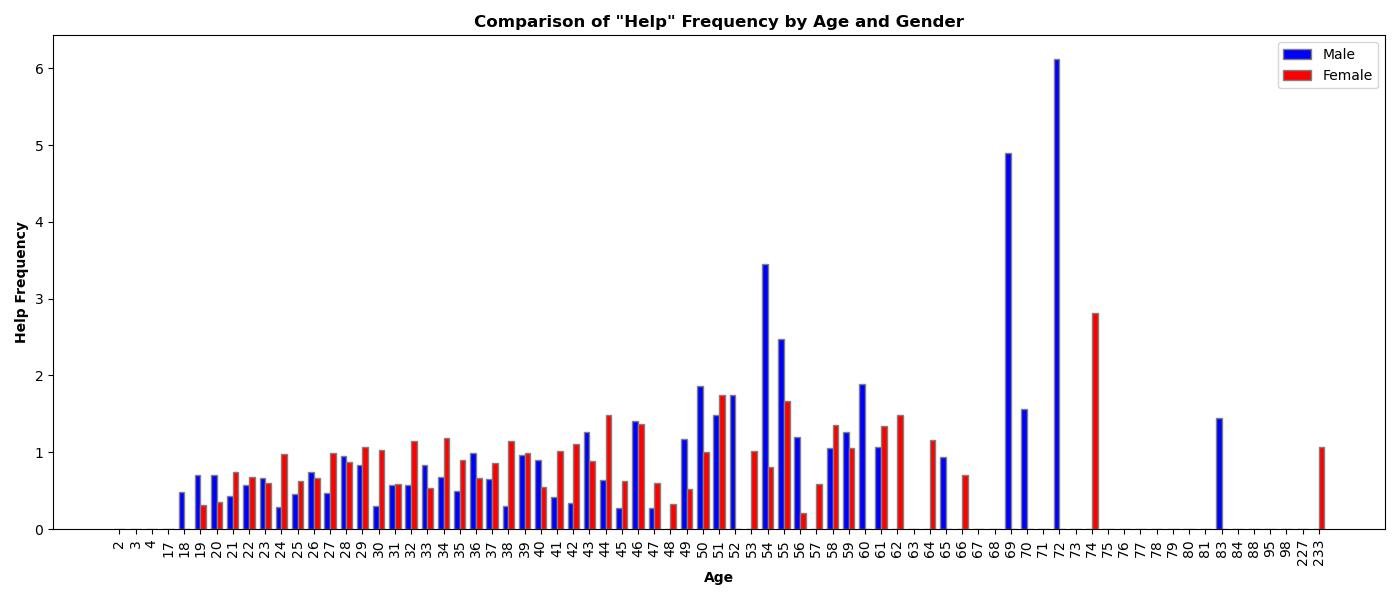 Comparison of "Help" Frequency by Age and Gender
Male
Female
6
5
4
3
2
1
0
Help Frequency
2 3 4 17 18 19 20 21 22 23 24 25 26 27 28 29 30 31 32 33 34 35 36 37 38 39 40 41 42 43 44 45 46 47 48 49 50 51 52 53 54 55 56 57 58 59 60 61 62 63 64 65 66 67 68 69 70 71 72 73 74 75 76 77 78 79 80 81 83 84 88 95 98 227 233
Age